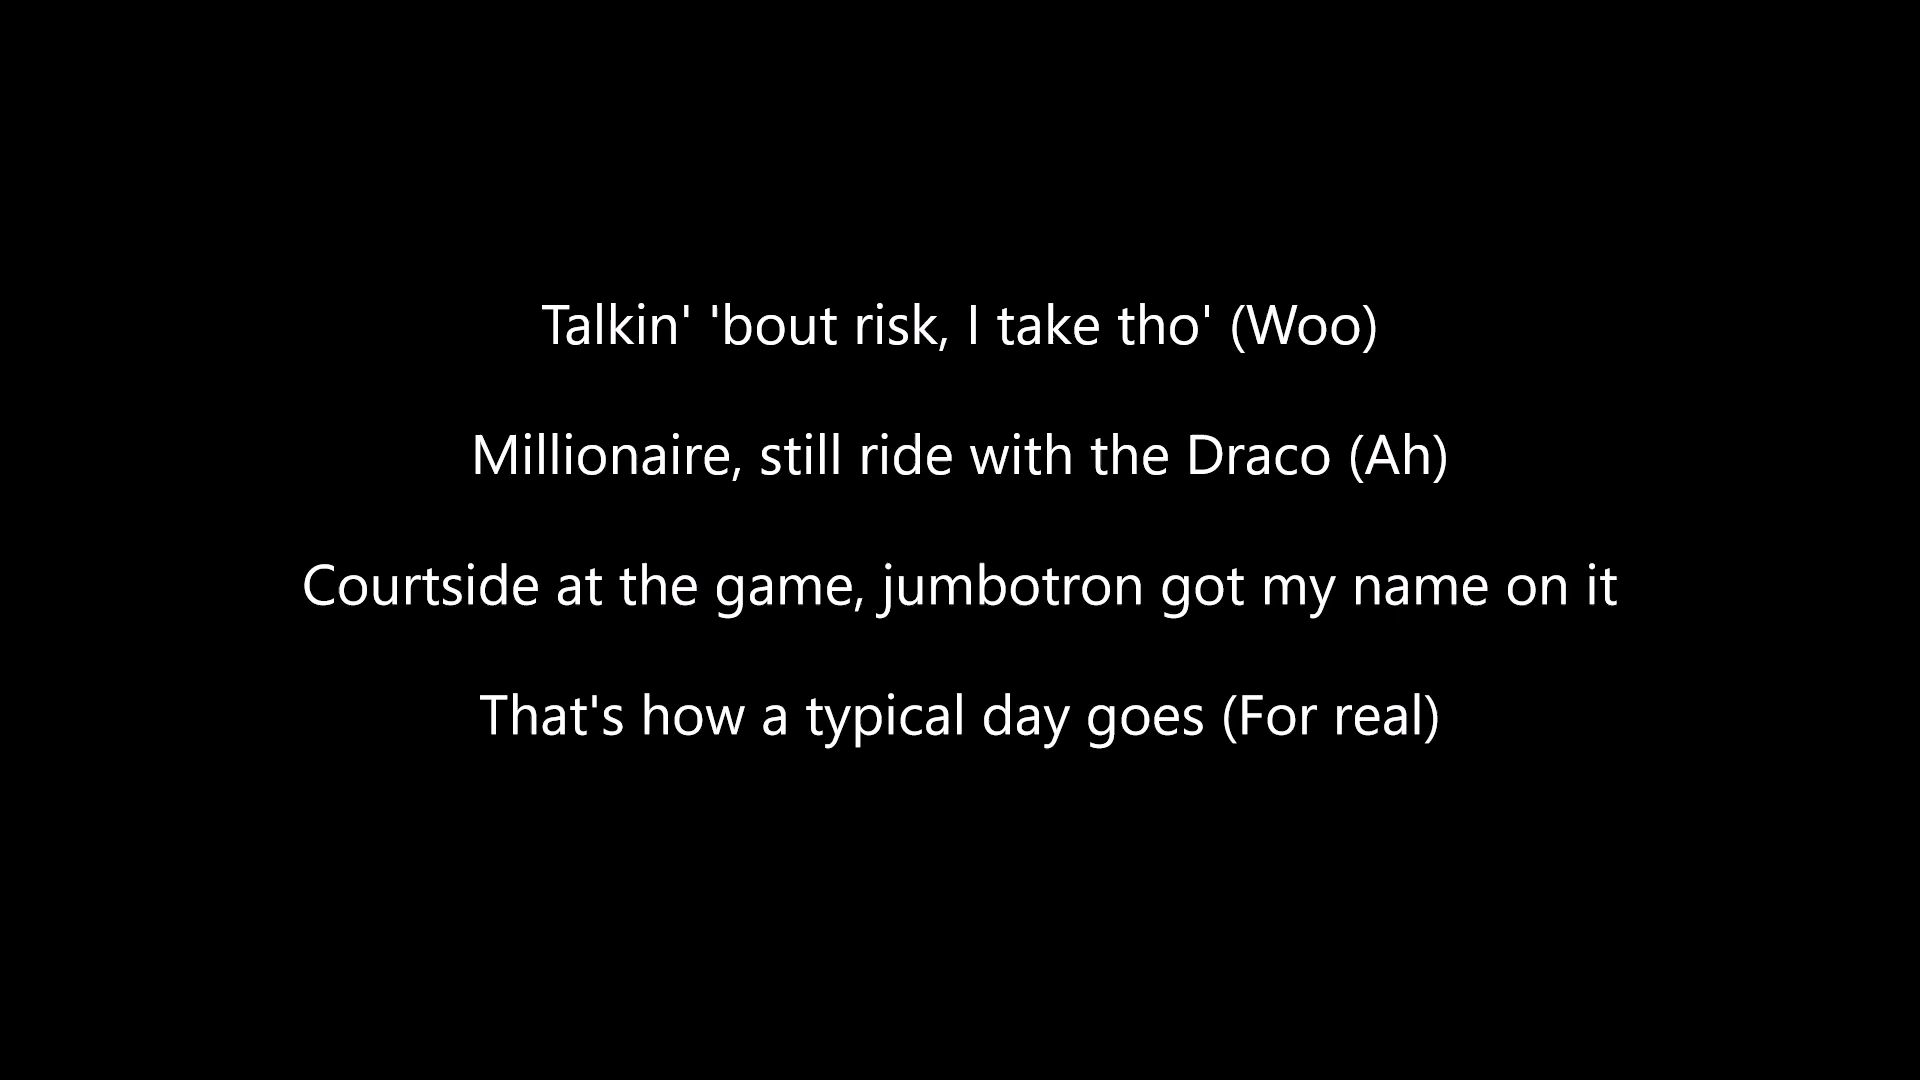 Talkin' 'bout risk, I take tho' (Woo)
Millionaire, still ride with the Draco (Ah)
Courtside at the game, jumbotron got my name on it
That's how a typical day goes (For real)